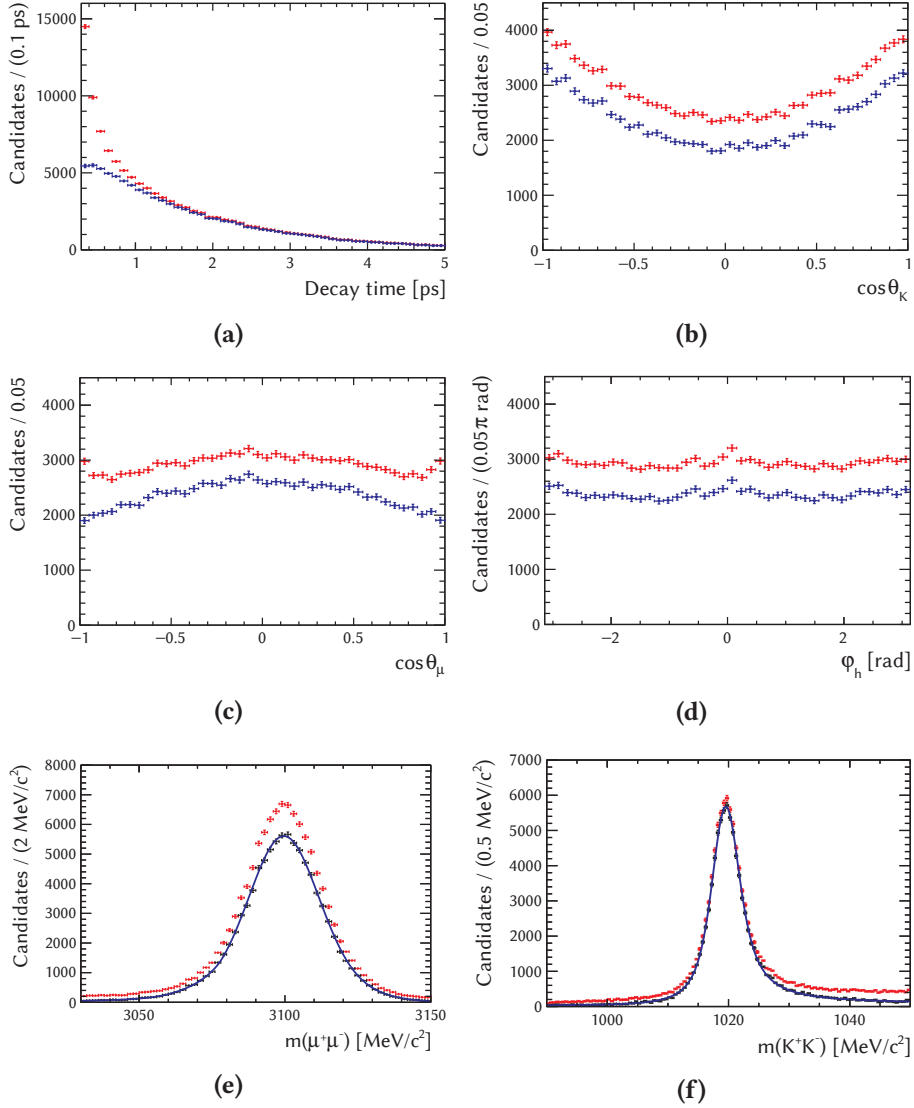 Candidates / (0.1 ps)
15000
10000
5000
0
1 2 3 4 5
Decay time [ps]
(a)
Candidates / 0.05
4000
3000
2000
1000
0
−1 −0.5 0 0.5 1
cosθ_K
(b)
Candidates / 0.05
4000
3000
2000
1000
0
−1 −0.5 0 0.5 1
cosθ_μ
(c)
Candidates / (0.05π rad)
4000
3000
2000
1000
0
−2 0 2
φ_h [rad]
(d)
Candidates / (2 MeV/c²)
8000
7000
6000
5000
4000
3000
2000
1000
0
3050 3100 3150
m(μ⁺μ⁻) [MeV/c²]
(e)
Candidates / (0.5 MeV/c²)
7000
6000
5000
4000
3000
2000
1000
0
1000 1020 1040
m(K⁺K⁻) [MeV/c²]
(f)